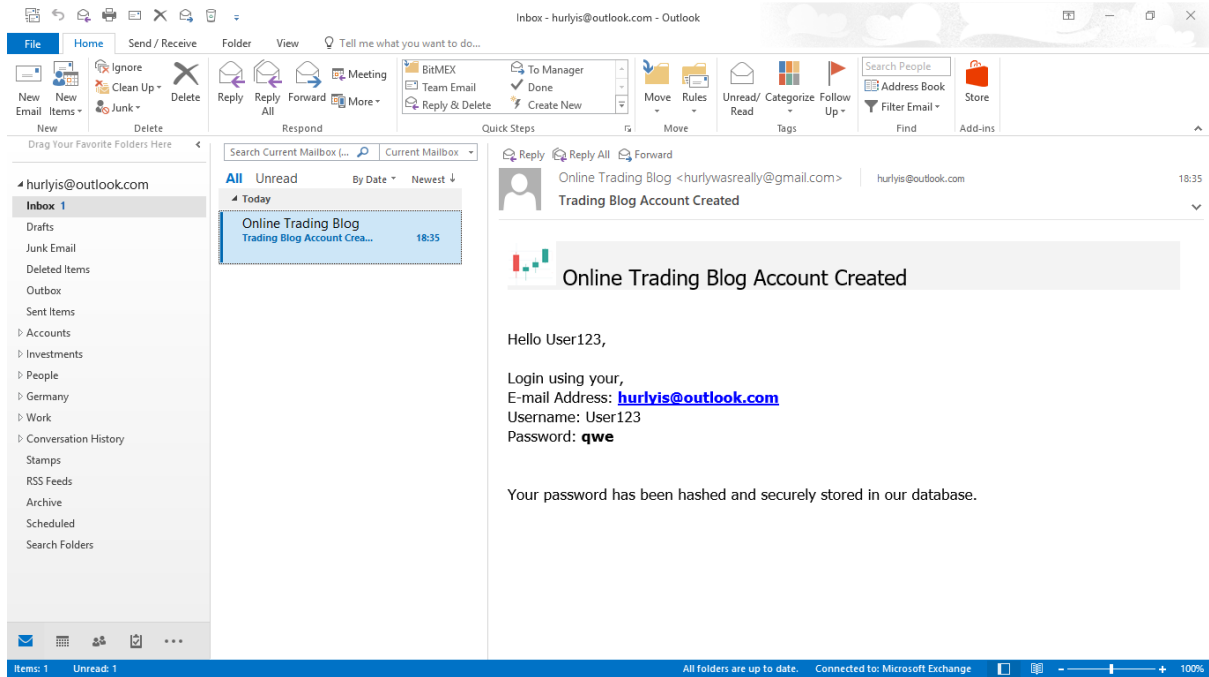 Inbox - hurlyis@outlook.com - Outlook
File Home Send / Receive Folder View Tell me what you want to do...
New Email
New Items
Ignore
Clean Up
Junk
Delete
Reply
Reply All
Forward
Meeting
More
BitMEX
Team Email
Reply & Delete
To Manager
Done
Create New
Move
Rules
Unread/ Read
Categorize
Follow Up
Search People
Address Book
Filter Email
Store
New Delete Respond Quick Steps Move Tags Find Add-ins
Drag Your Favorite Folders Here
hurlyis@outlook.com
Inbox 1
Drafts
Junk Email
Deleted Items
Outbox
Sent Items
Accounts
Investments
People
Germany
Work
Conversation History
Stamps
RSS Feeds
Archive
Scheduled
Search Folders
Search Current Mailbox (... Current Mailbox
All Unread By Date Newest
Today
Online Trading Blog
Trading Blog Account Crea... 18:35
Reply Reply All Forward
Online Trading Blog <hurlywasreally@gmail.com> hurlyis@outlook.com 18:35
Trading Blog Account Created
Online Trading Blog Account Created
Hello User123,
Login using your,
E-mail Address: hurlyis@outlook.com
Username: User123
Password: qwe
Your password has been hashed and securely stored in our database.
Items: 1 Unread: 1 All folders are up to date. Connected to: Microsoft Exchange 100%